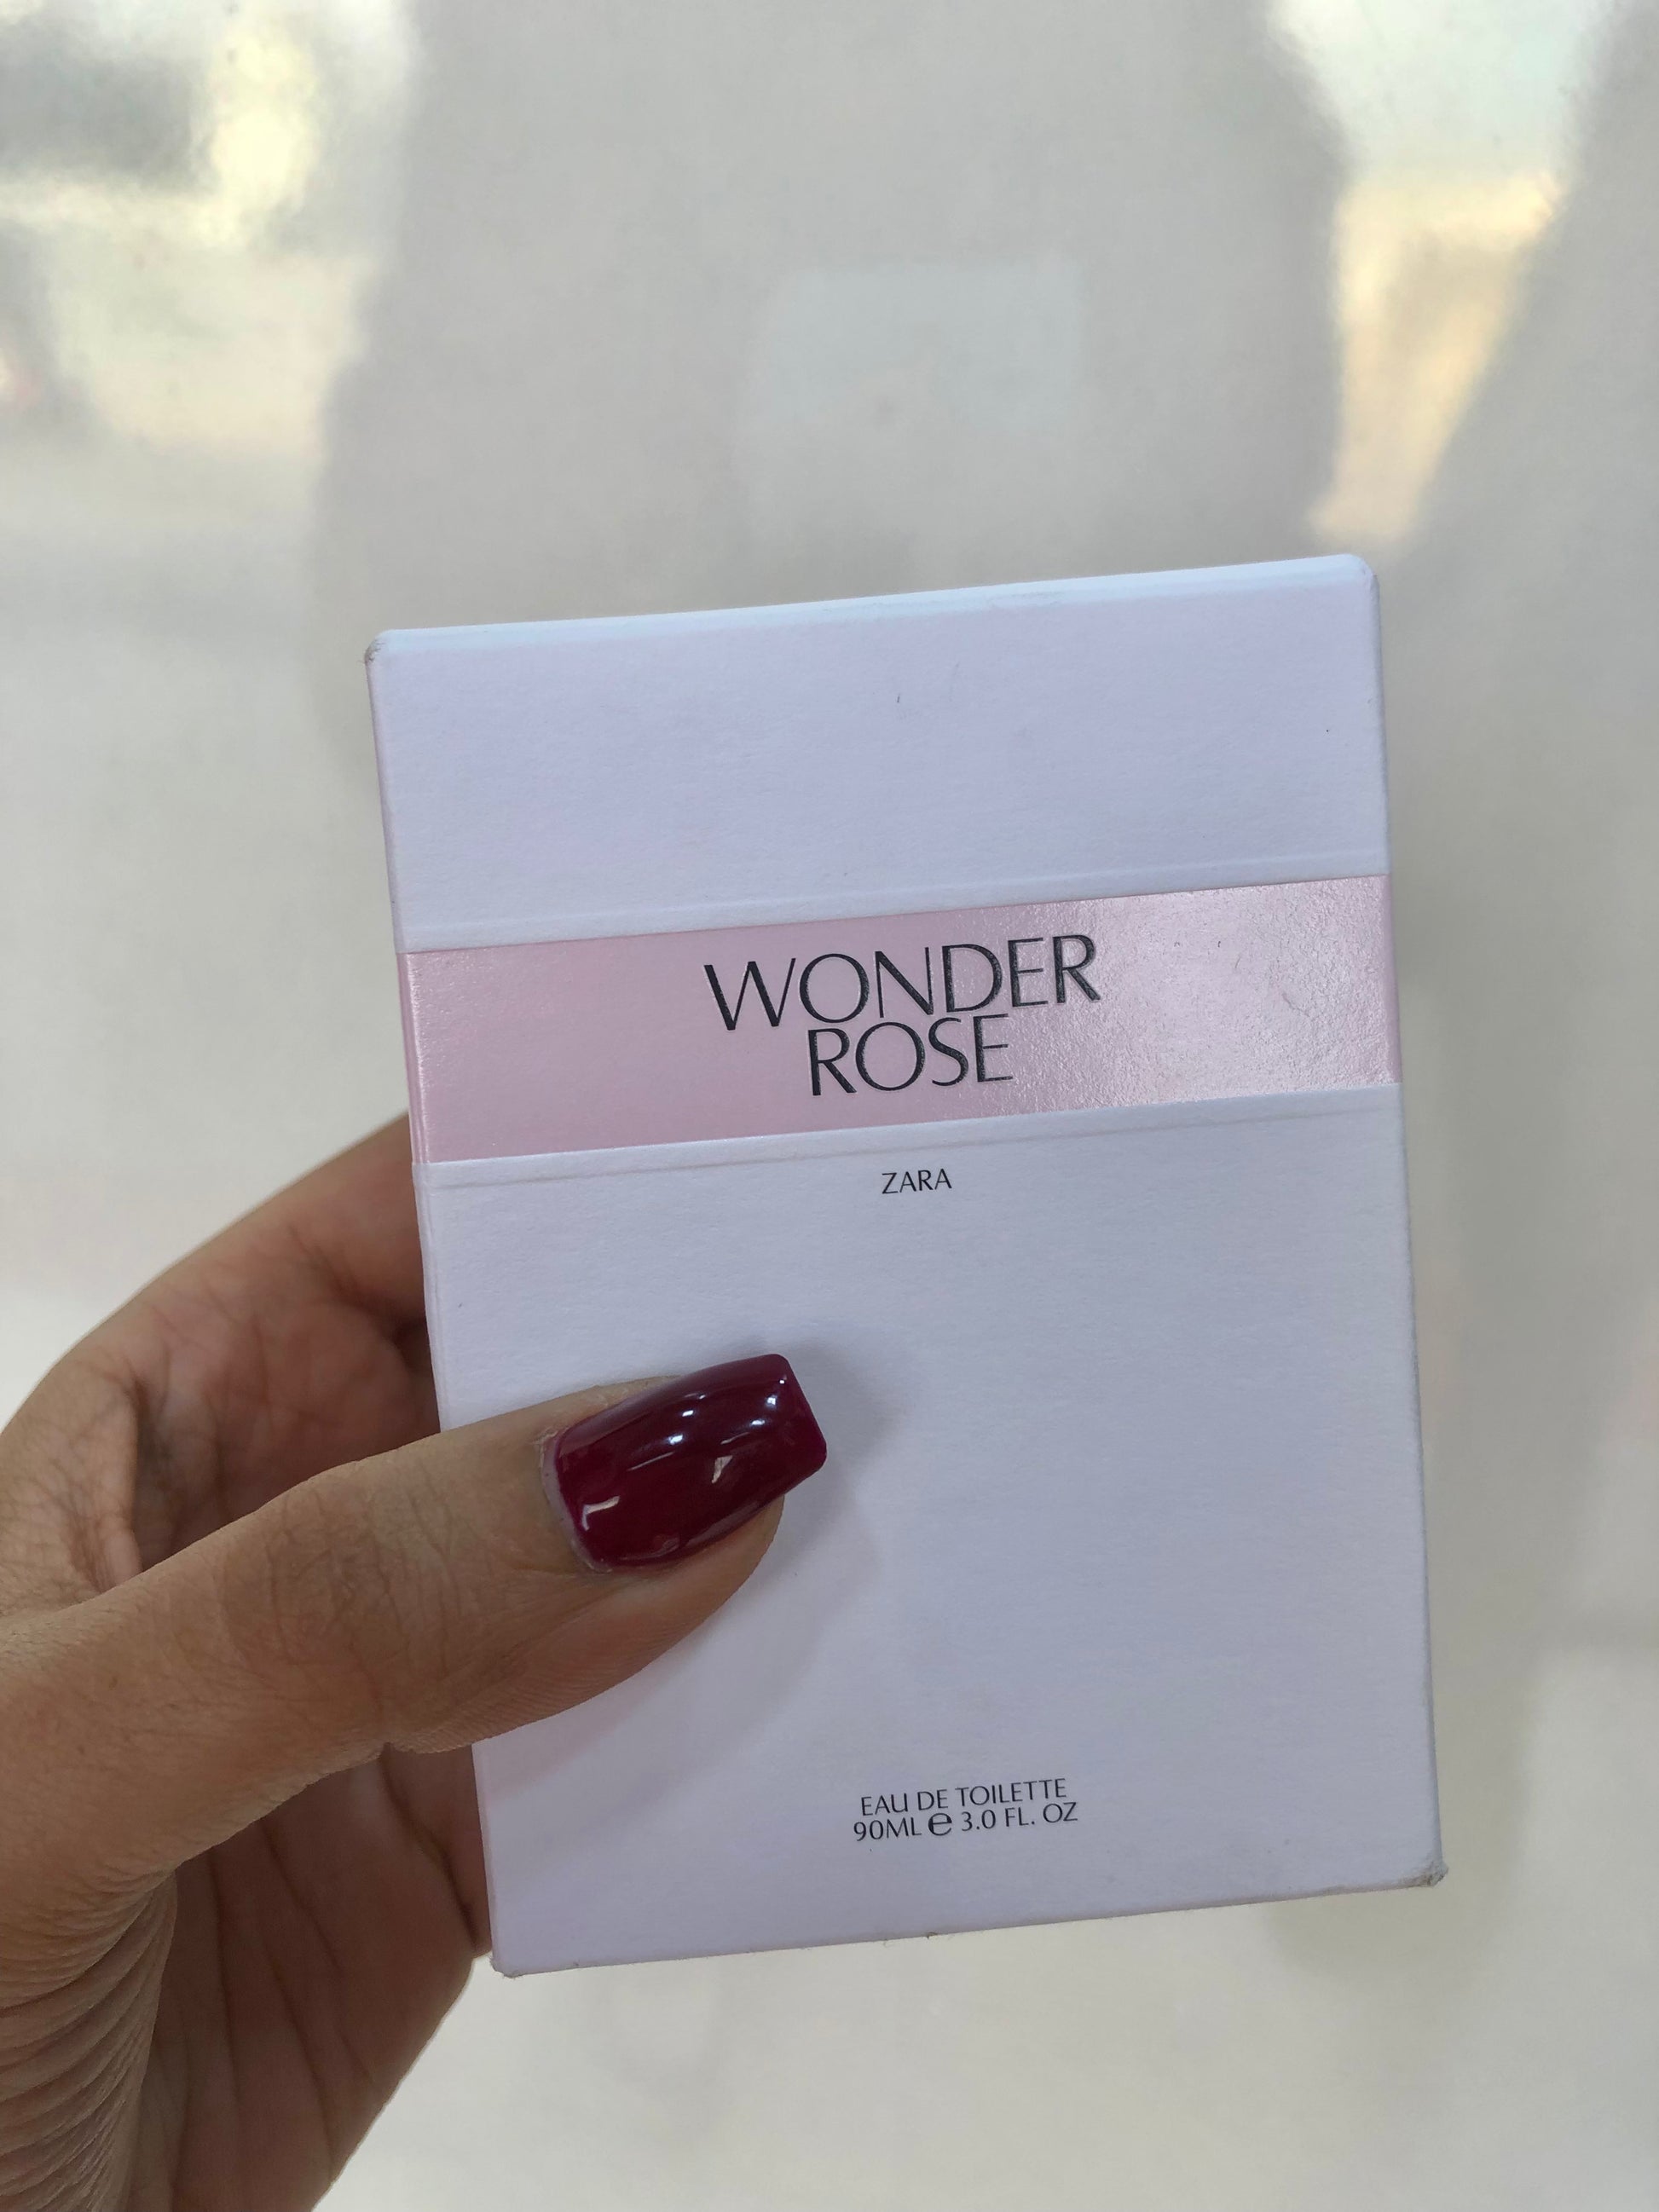 WONDER
ROSE
ZARA
EAU DE TOILETTE
90ML ℮ 3.0 FL. OZ